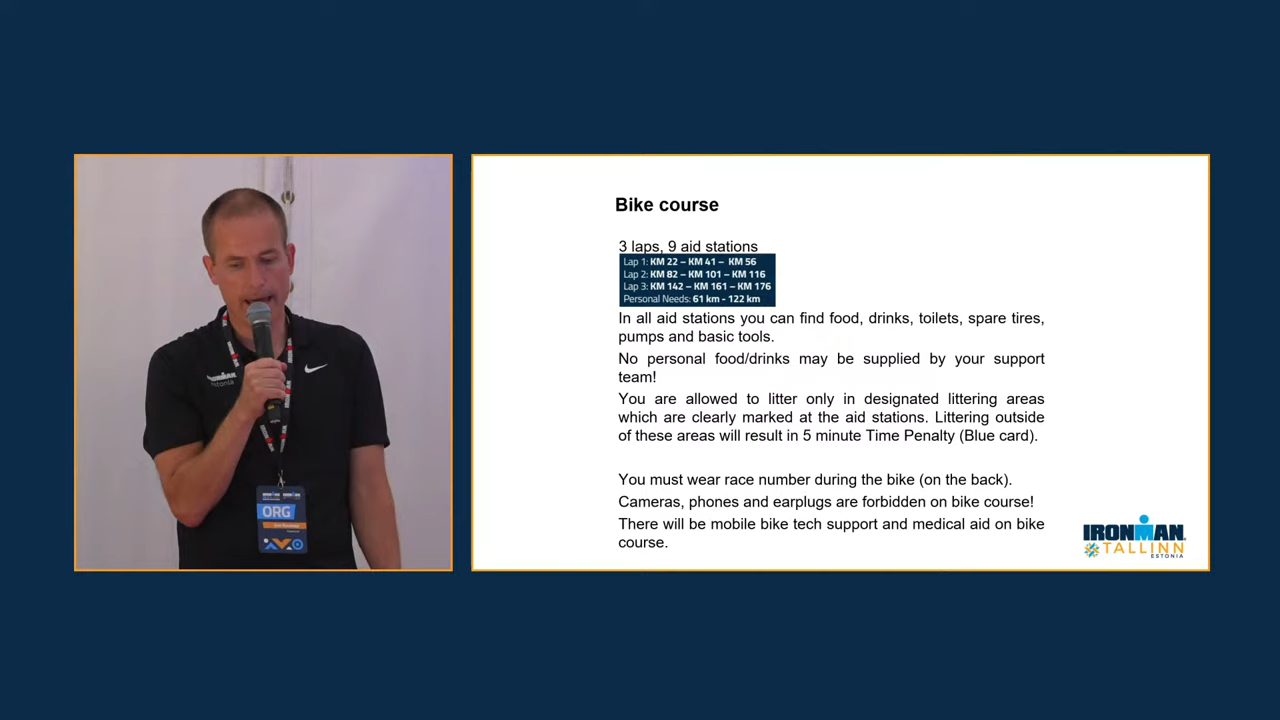 Bike course
3 laps, 9 aid stations
Lap 1: KM 22 – KM 41 – KM 56
Lap 2: KM 82 – KM 101 – KM 116
Lap 3: KM 142 – KM 161 – KM 176
Personal Needs: 61 km - 122 km
In all aid stations you can find food, drinks, toilets, spare tires,
pumps and basic tools.
No personal food/drinks may be supplied by your support
team!
You are allowed to litter only in designated littering areas
which are clearly marked at the aid stations. Littering outside
of these areas will result in 5 minute Time Penalty (Blue card).
You must wear race number during the bike (on the back).
Cameras, phones and earplugs are forbidden on bike course!
There will be mobile bike tech support and medical aid on bike
course.
IRONMAN
TALLINN
ESTONIA
IRONMAN
estonia
ORG